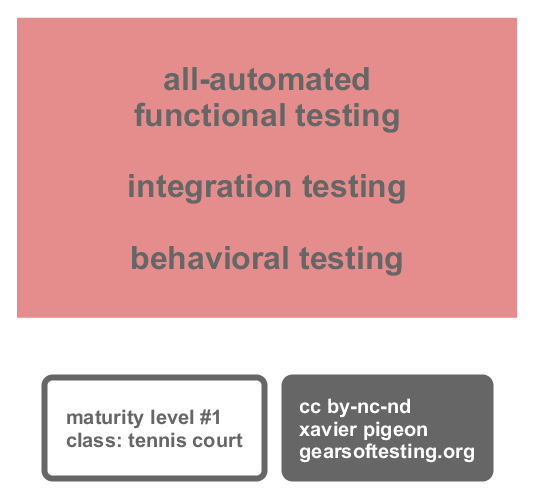 all-automated
functional testing
integration testing
behavioral testing
maturity level #1
class: tennis court
cc by-nc-nd
xavier pigeon
gearsoftesting.org